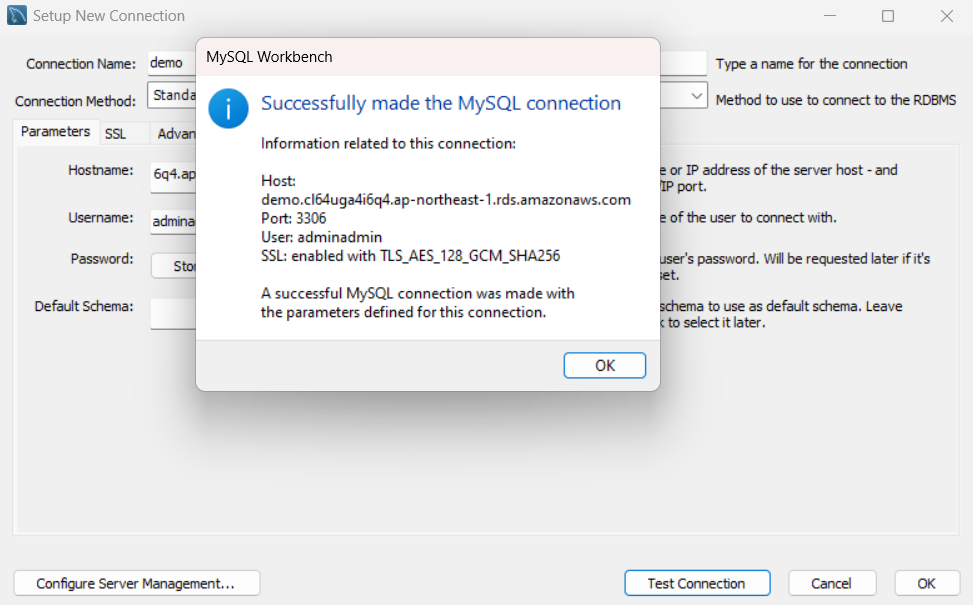 Setup New Connection
Connection Name: demo Type a name for the connection
MySQL Workbench
Connection Method: Standa Method to use to connect to the RDBMS
Successfully made the MySQL connection
Parameters SSL Advan
Information related to this connection:
Hostname: 6q4.ap e or IP address of the server host - and
/IP port.
Host:
demo.cl64uga4i6q4.ap-northeast-1.rds.amazonaws.com
Port: 3306
Username: admina e of the user to connect with.
User: adminadmin
SSL: enabled with TLS_AES_128_GCM_SHA256
Password: Sto user's password. Will be requested later if it's
set.
A successful MySQL connection was made with
the parameters defined for this connection.
Default Schema: schema to use as default schema. Leave
k to select it later.
OK
Configure Server Management... Test Connection Cancel OK